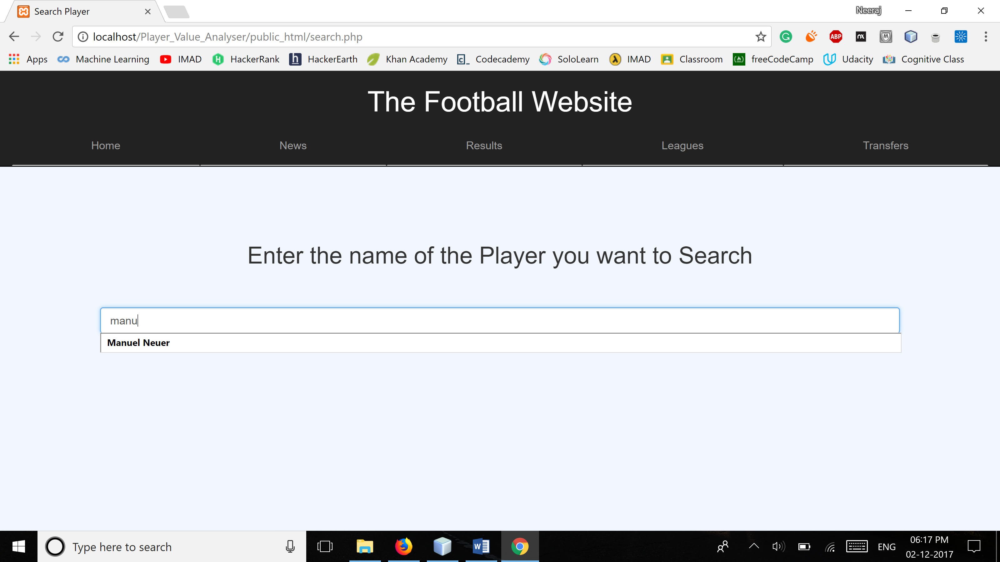 Search Player
Neeraj
localhost/Player_Value_Analyser/public_html/search.php
ABP
Apps Machine Learning IMAD HackerRank HackerEarth Khan Academy Codecademy SoloLearn IMAD Classroom freeCodeCamp Udacity Cognitive Class
The Football Website
Home News Results Leagues Transfers
Enter the name of the Player you want to Search
manu
Manuel Neuer
Type here to search
ENG
06:17 PM
02-12-2017